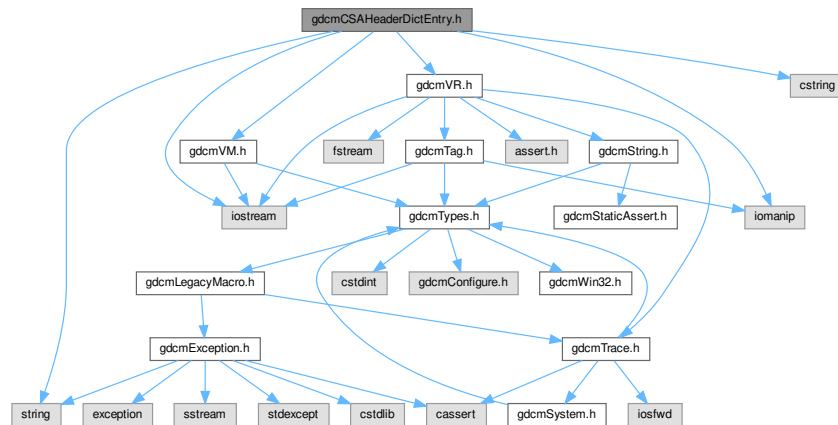 gdcmCSAHeaderDictEntry.h
cstring
gdcmVR.h
gdcmVM.h
fstream
gdcmTag.h
assert.h
gdcmString.h
iostream
gdcmTypes.h
gdcmStaticAssert.h
iomanip
gdcmLegacyMacro.h
cstdint
gdcmConfigure.h
gdcmWin32.h
gdcmException.h
gdcmTrace.h
string
exception
sstream
stdexcept
cstdlib
cassert
gdcmSystem.h
iosfwd